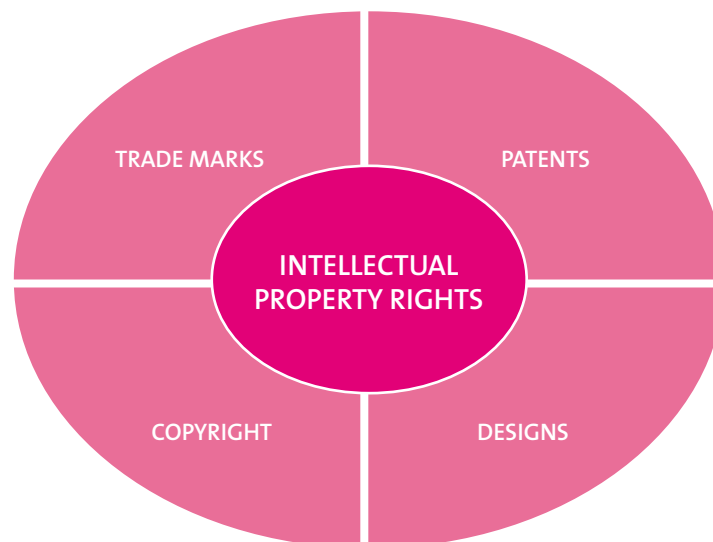 TRADE MARKS
PATENTS
INTELLECTUAL
PROPERTY RIGHTS
COPYRIGHT
DESIGNS